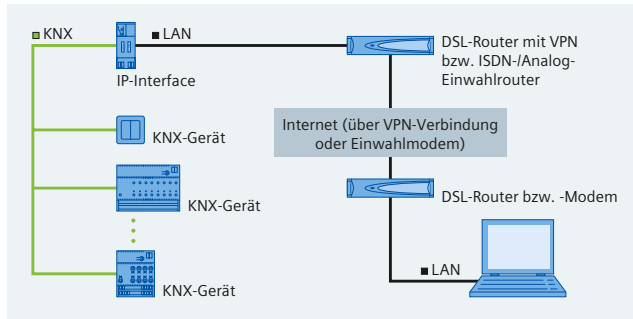 KNX
LAN
IP-Interface
DSL-Router mit VPN
bzw. ISDN-/Analog-
Einwahlrouter
KNX-Gerät
Internet (über VPN-Verbindung
oder Einwahlmodem)
KNX-Gerät
DSL-Router bzw. -Modem
LAN
KNX-Gerät